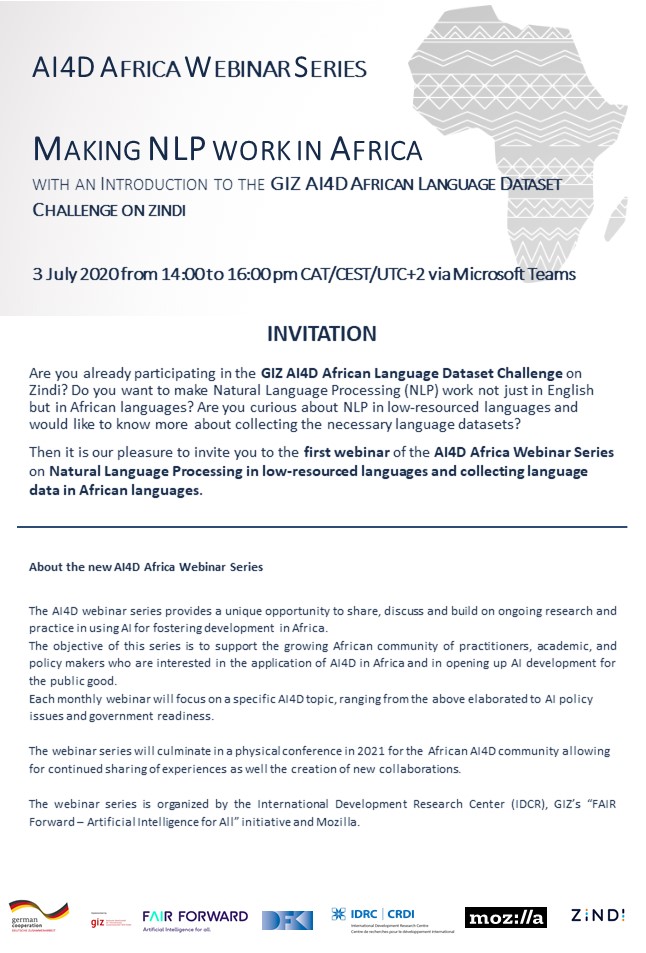 AI4D AFRICA WEBINAR SERIES
MAKING NLP WORK IN AFRICA
WITH AN INTRODUCTION TO THE GIZ AI4D AFRICAN LANGUAGE DATASET
CHALLENGE ON ZINDI
3 July 2020 from 14:00 to 16:00 pm CAT/CEST/UTC+2 via Microsoft Teams
INVITATION
Are you already participating in the GIZ AI4D African Language Dataset Challenge on
Zindi? Do you want to make Natural Language Processing (NLP) work not just in English
but in African languages? Are you curious about NLP in low-resourced languages and
would like to know more about collecting the necessary language datasets?
Then it is our pleasure to invite you to the first webinar of the AI4D Africa Webinar Series
on Natural Language Processing in low-resourced languages and collecting language
data in African languages.
About the new AI4D Africa Webinar Series
The AI4D webinar series provides a unique opportunity to share, discuss and build on ongoing research and
practice in using AI for fostering development in Africa.
The objective of this series is to support the growing African community of practitioners, academic, and
policy makers who are interested in the application of AI4D in Africa and in opening up AI development for
the public good.
Each monthly webinar will focus on a specific AI4D topic, ranging from the above elaborated to AI policy
issues and government readiness.
The webinar series will culminate in a physical conference in 2021 for the African AI4D community allowing
for continued sharing of experiences as well the creation of new collaborations.
The webinar series is organized by the International Development Research Center (IDCR), GIZ's “FAIR
Forward – Artificial Intelligence for All” initiative and Mozilla.
german
cooperation
DEUTSCHE ZUSAMMENARBEIT
giz
FAIR FORWARD
Artificial Intelligence for all.
DFKI
IDRC | CRDI
International Development Research Centre
Centre de recherches pour le développement international
moz://a
ZINDI